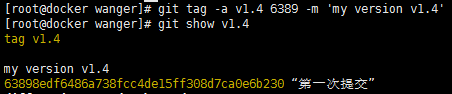 [root@docker wanger]# git tag -a v1.4 6389 -m 'my version v1.4'
[root@docker wanger]# git show v1.4
tag v1.4
my version v1.4
63898edf6486a738fcc4de15ff308d7ca0e6b230 “第一次提交”